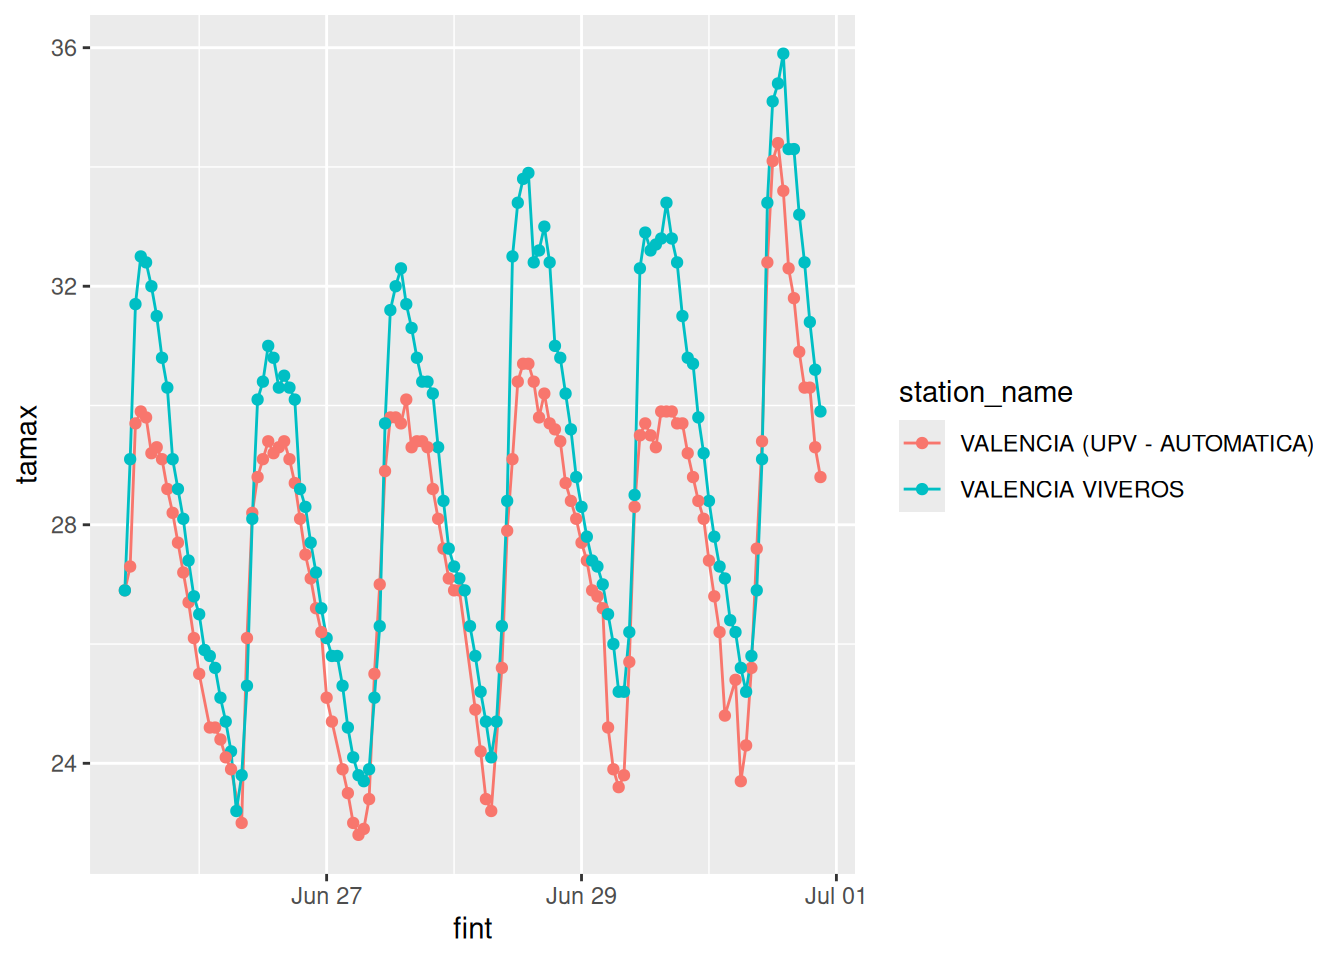 36
32
28
24
tamax
Jun 27
Jun 29
Jul 01
fint
station_name
VALENCIA (UPV - AUTOMATICA)
VALENCIA VIVEROS